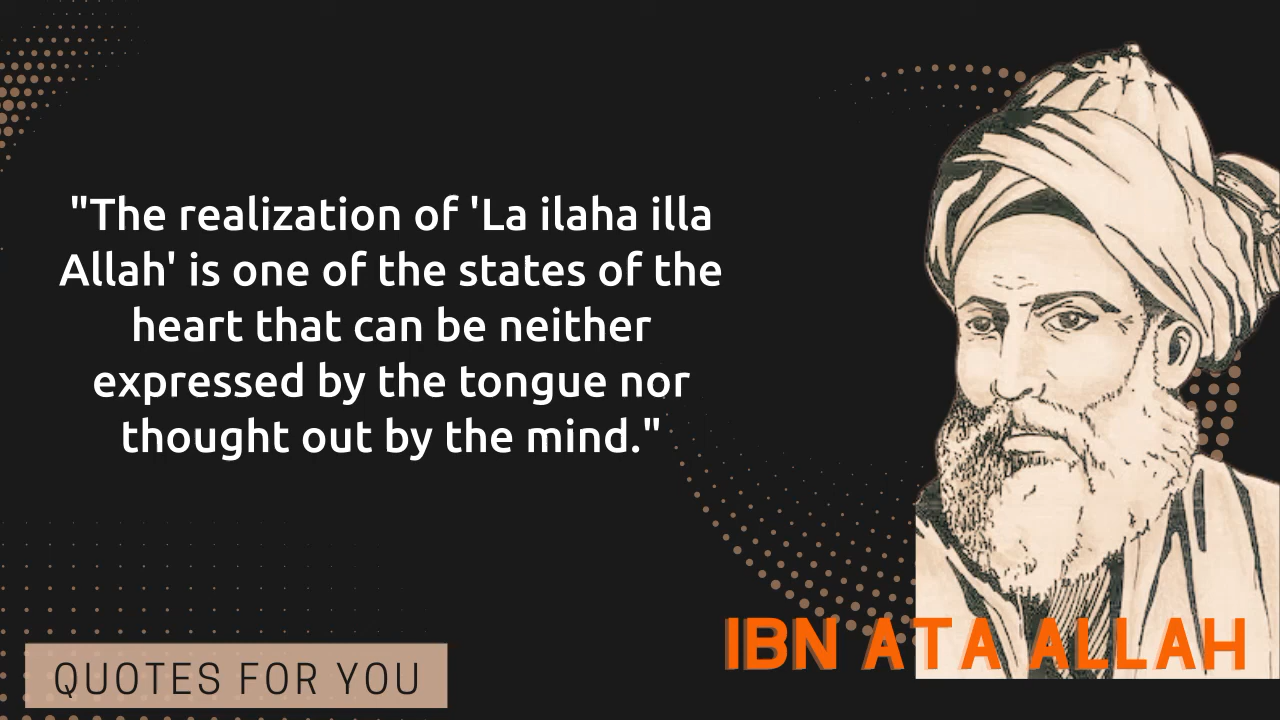 "The realization of 'La ilaha illa
Allah' is one of the states of the
heart that can be neither
expressed by the tongue nor
thought out by the mind."
IBN ATA ALLAH
QUOTES FOR YOU